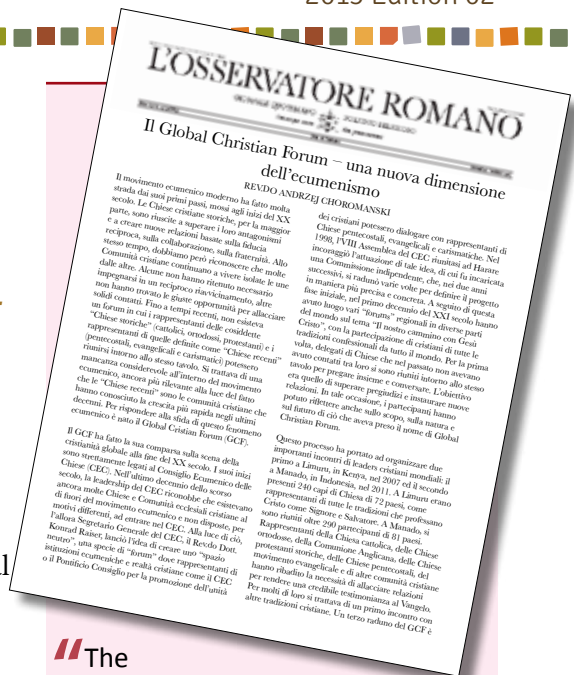 2015 Edition 02
L'OSSERVATORE ROMANO
Il Global Christian Forum – una nuova dimensione
dell'ecumenismo
REVDO ANDRZEJ CHOROMANSKI
Il movimento ecumenico moderno ha fatto molta
strada dai suoi primi passi, mossi agli inizi del XX
secolo. Le Chiese cristiane storiche, per la maggior
parte, sono riuscite a superare i loro antagonismi
e a creare nuove relazioni basate sulla fiducia
reciproca, sulla collaborazione, sulla fraternità. Allo
stesso tempo, dobbiamo però riconoscere che molte
Comunità cristiane continuano a vivere isolate le une
dalle altre. Alcune non hanno ritenuto necessario
impegnarsi in un reciproco riavvicinamento, altre
non hanno trovato le giuste opportunità per allacciare
solidi contatti. Fino a tempi recenti, non esisteva
un forum in cui i rappresentanti delle cosiddette
"Chiese storiche" (cattolici, ortodossi, protestanti) e i
rappresentanti di quelle definite come "Chiese recenti"
(pentecostali, evangelici e carismatici) potessero
riunirsi intorno allo stesso tavolo. Si trattava di una
mancanza considerevole all'interno del movimento
ecumenico, ancora più rilevante alla luce del fatto
che le "Chiese recenti" sono le comunità cristiane che
hanno conosciuto la crescita più rapida negli ultimi
decenni. Per rispondere alla sfida di questo fenomeno
ecumenico è nato il Global Cristian Forum (GCF).
Il GCF ha fatto la sua comparsa sulla scena della
cristianità globale alla fine del XX secolo. I suoi inizi
sono strettamente legati al Consiglio Ecumenico delle
Chiese (CEC). Nell'ultimo decennio dello scorso
secolo, la leadership del CEC riconobbe che esistevano
ancora molte Chiese e Comunità ecclesiali cristiane al
di fuori del movimento ecumenico e non disposte, per
motivi differenti, ad entrare nel CEC. Alla luce di ciò,
l'allora Segretario Generale del CEC, il Revdo Dott.
Konrad Raiser, lanciò l'idea di creare uno "spazio
neutro", una specie di "forum" dove rappresentanti di
istituzioni ecumeniche e realtà cristiane come il CEC
o il Pontificio Consiglio per la promozione dell'unità
dei cristiani potessero dialogare con rappresentanti di
Chiese pentecostali, evangelicali e carismatiche. Nel
1998, l'VIII Assemblea del CEC riunitasi ad Harare
incoraggiò l'attuazione di tale idea, di cui fu incaricata
una Commissione indipendente, che, nei due anni
successivi, si radunò varie volte per definire il progetto
in maniera più precisa e concreta. A seguito di questa
fase iniziale, nel primo decennio del XXI secolo hanno
avuto luogo vari "forums" regionali in diverse parti
del mondo sul tema "Il nostro cammino con Gesù
Cristo", con la partecipazione di cristiani di tutte le
tradizioni confessionali da tutto il mondo. Per la prima
volta, delegati di Chiese che nel passato non avevano
avuto contatti tra loro si sono riuniti intorno allo stesso
tavolo per pregare insieme e conversare. L'obiettivo
era quello di superare pregiudizi e instaurare nuove
relazioni. In tale occasione, i partecipanti hanno
potuto riflettere anche sullo scopo, sulla natura e
sul futuro di ciò che aveva preso il nome di Global
Christian Forum.
Questo processo ha portato ad organizzare due
importanti incontri di leaders cristiani mondiali; il
primo a Limuru, in Kenya, nel 2007 ed il secondo
a Manado, in Indonesia, nel 2011. A Limuru erano
presenti 240 capi di Chiesa di 72 paesi, come
rappresentanti di tutte le tradizioni che professano
Cristo come Signore e Salvatore. A Manado, si
sono riuniti oltre 290 partecipanti di 81 paesi.
Rappresentanti della Chiesa cattolica, delle Chiese
ortodosse, della Communione Anglicana, delle Chiese
protestanti storiche, delle Chiese pentecostali, del
movimento evangelicale e di altre comunità cristiane
hanno ribadito la necessità di allacciare relazioni
per rendere una credibile testimonianza al Vangelo.
Per molti di loro si trattava di un primo incontro con
altre tradizioni cristiane. Un terzo raduno del GCF è
al
"The